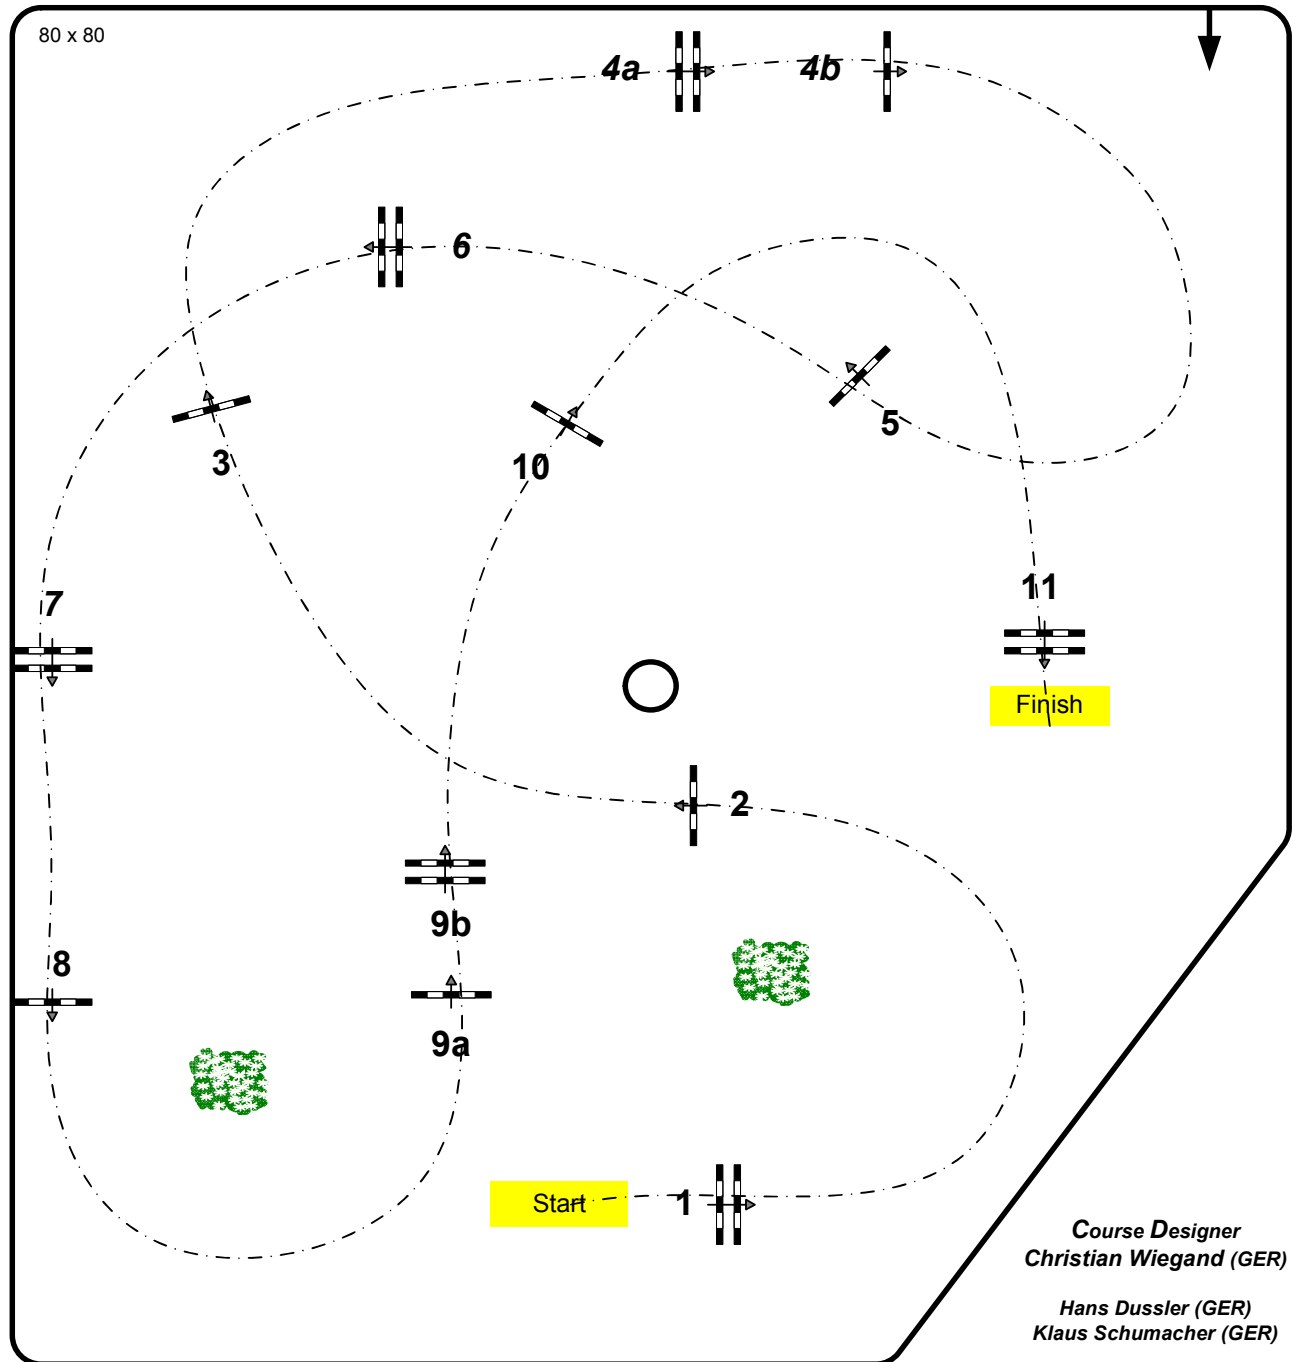 80 x 80
4a
4b
6
3
10
5
7
11
Finish
2
9b
8
9a
Start
1
Course Designer
Christian Wiegand (GER)
Hans Dussler (GER)
Klaus Schumacher (GER)